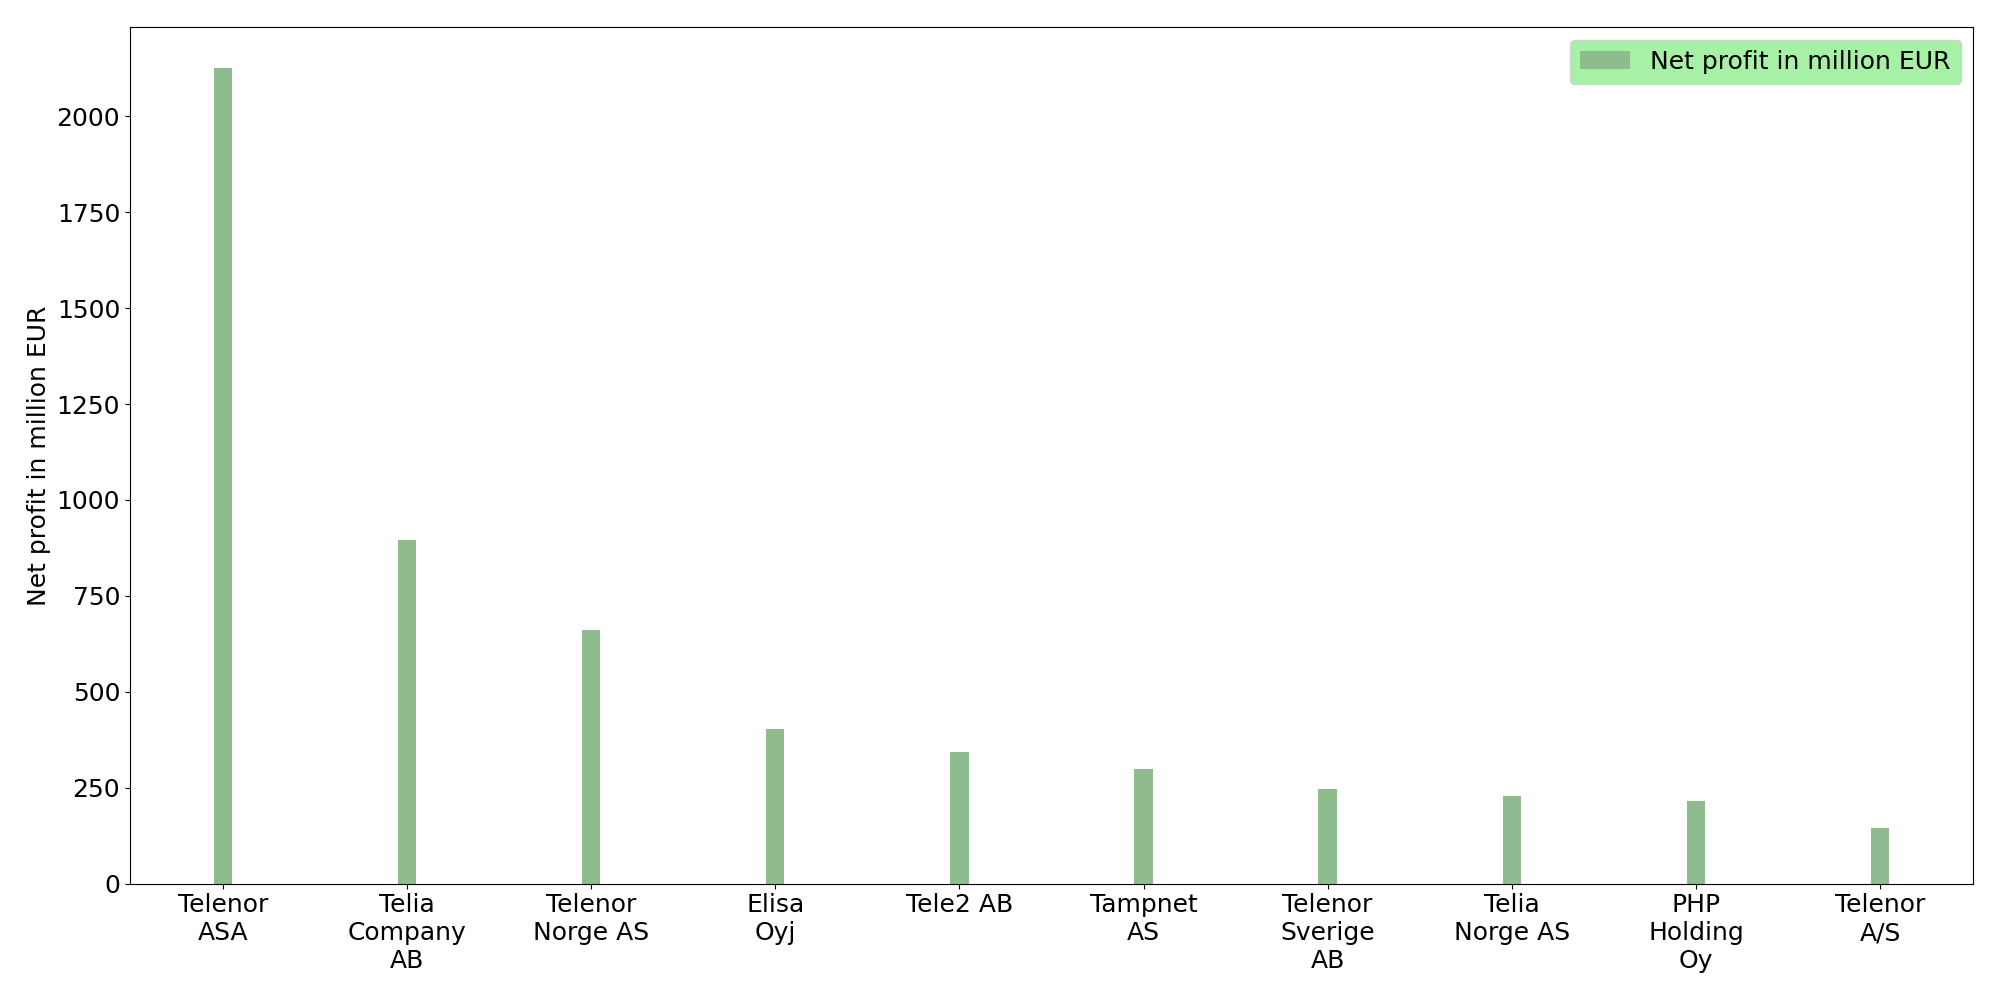 Net profit in million EUR
Net profit in million EUR
2000
1750
1500
1250
1000
750
500
250
0
Telenor
ASA
Telia
Company
AB
Telenor
Norge AS
Elisa
Oyj
Tele2 AB
Tampnet
AS
Telenor
Sverige
AB
Telia
Norge AS
PHP
Holding
Oy
Telenor
A/S